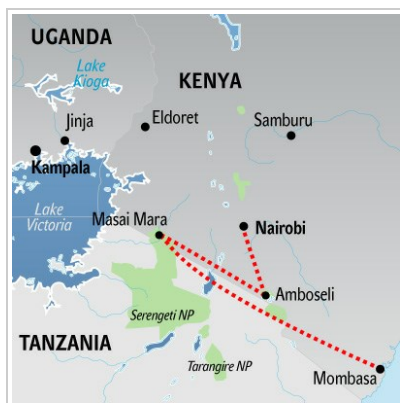 UGANDA
Lake
Kioga
KENYA
Jinja
Eldoret
Samburu
Kampala
Lake
Victoria
Masai Mara
Nairobi
Amboseli
Serengeti NP
TANZANIA
Tarangire NP
Mombasa